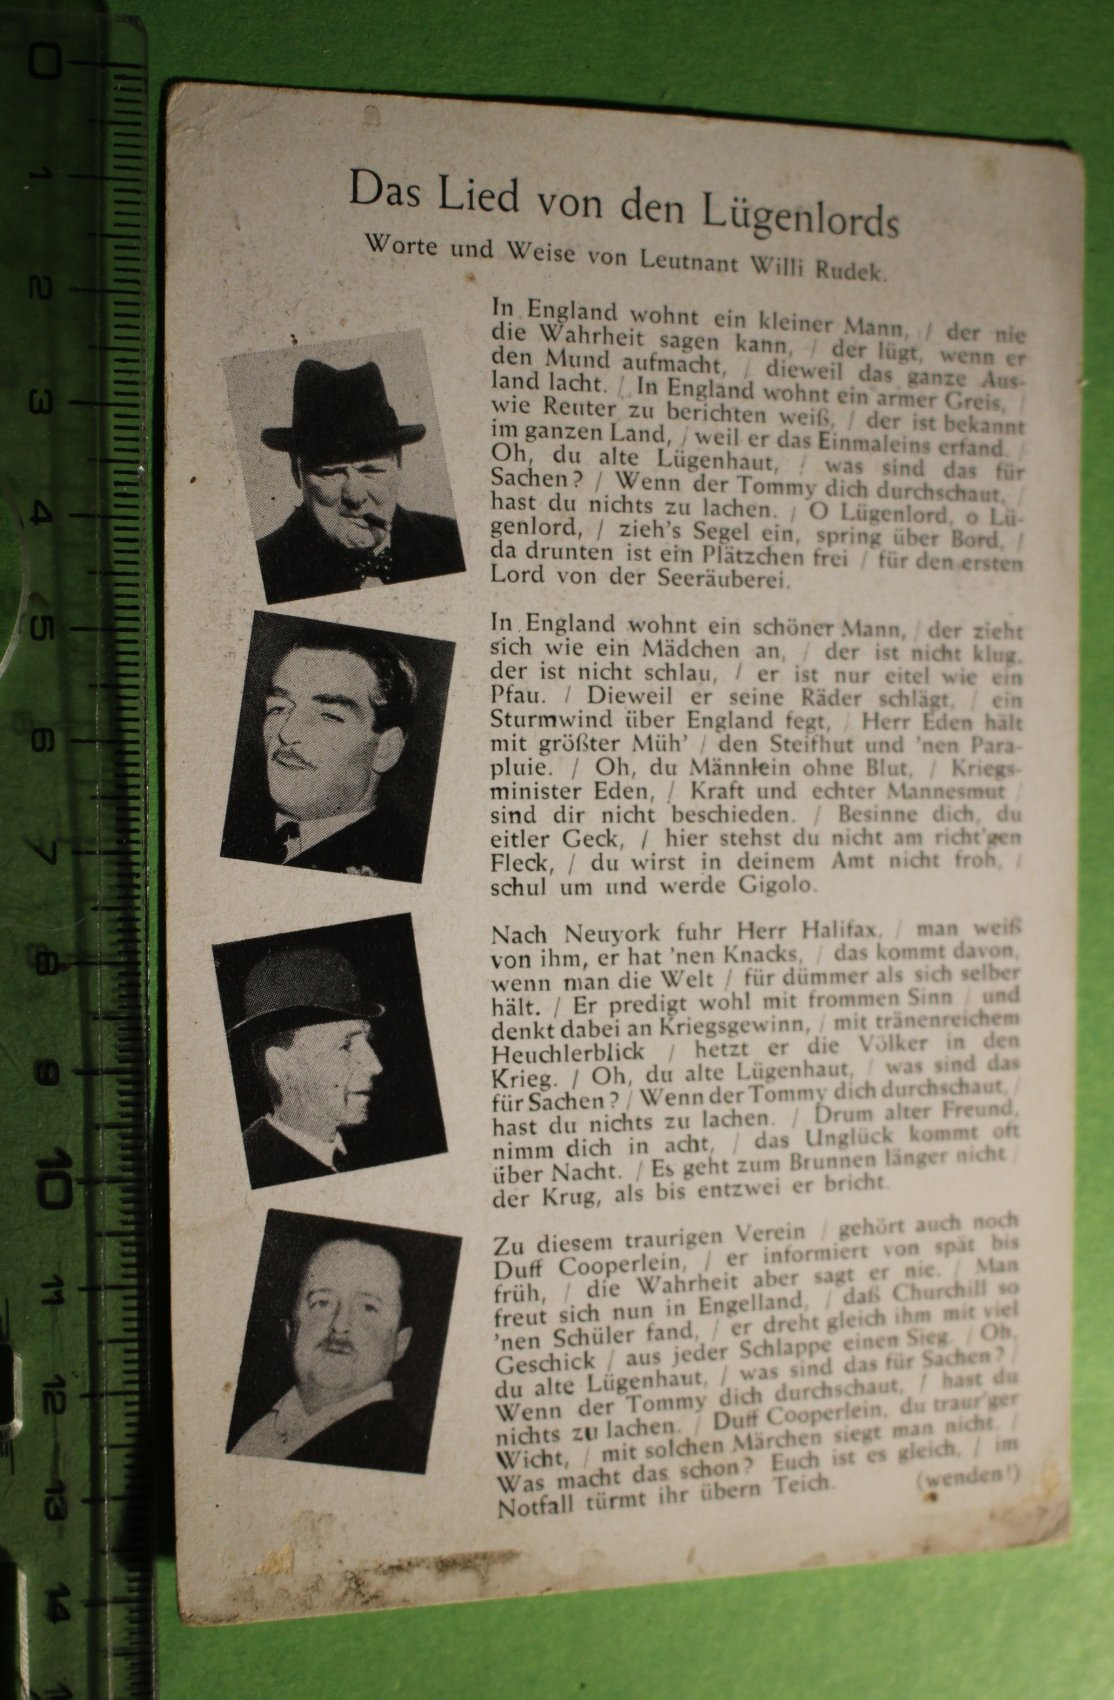 Das Lied von den Lügenlords
Worte und Weise von Leutnant Willi Rudek.
In England wohnt ein kleiner Mann, / der nie
die Wahrheit sagen kann, / der lügt, wenn er
den Mund aufmacht, / dieweil das ganze Aus-
land lacht. / In England wohnt ein armer Greis, /
wie Reuter zu berichten weiß, / der ist bekannt
im ganzen Land, / weil er das Einmaleins erfand. /
Oh, du alte Lügenhaut, / was sind das für
Sachen? / Wenn der Tommy dich durchschaut, /
hast du nichts zu lachen. / O Lügenlord, o Lü-
genlord, / zieh's Segel ein, spring über Bord, /
da drunten ist ein Plätzchen frei / für den ersten
Lord von der Seeräuberei.
In England wohnt ein schöner Mann, / der zieht
sich wie ein Mädchen an, / der ist nicht klug,
der ist nicht schlau, / er ist nur eitel wie ein
Pfau. / Dieweil er seine Räder schlägt, / ein
Sturmwind über England fegt, / Herr Eden hält
mit größter Müh' / den Steifhut und 'nen Para-
pluie. / Oh, du Männlein ohne Blut, / Kriegs-
minister Eden, / Kraft und echter Mannesmut /
sind dir nicht beschieden. / Besinne dich, du
eitler Geck, / hier stehst du nicht am richt'gen
Fleck, / du wirst in deinem Amt nicht froh, /
schul um und werde Gigolo.
Nach Neuyork fuhr Herr Halifax, / man weiß
von ihm, er hat 'nen Knacks, / das kommt davon,
wenn man die Welt / für dümmer als sich selber
hält. / Er predigt wohl mit frommen Sinn / und
denkt dabei an Kriegsgewinn, / mit tränenreichem
Heuchlerblick / hetzt er die Völker in den
Krieg. / Oh, du alte Lügenhaut, / was sind das
für Sachen? / Wenn der Tommy dich durchschaut, /
hast du nichts zu lachen. / Drum alter Freund,
nimm dich in acht, / das Unglück kommt oft
über Nacht. / Es geht zum Brunnen länger nicht /
der Krug, als bis entzwei er bricht.
Zu diesem traurigen Verein / gehört auch noch
Duff Cooperlein, / er informiert von spät bis
früh, / die Wahrheit aber sagt er nie. / Man
freut sich nun in Engelland, / daß Churchill so
'nen Schüler fand, / er dreht gleich ihm mit viel
Geschick / aus jeder Schlappe einen Sieg. / Oh,
du alte Lügenhaut, / was sind das für Sachen? /
Wenn der Tommy dich durchschaut, / hast du
nichts zu lachen. / Duff Cooperlein, du traur'ger
Wicht, / mit solchen Märchen siegt man nicht. /
Was macht das schon? Euch ist es gleich, / im
Notfall türmt ihr übern Teich. (wenden!)
0
1
2
3
4
5
6
7
8
9
10
11
12
13
14